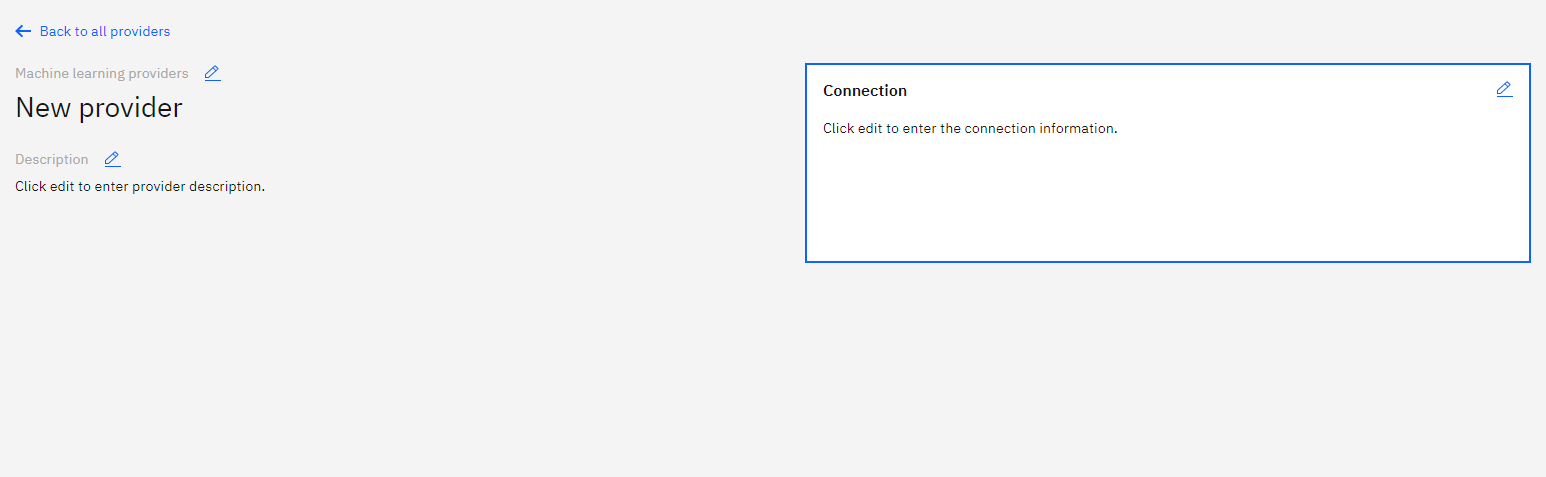 Back to all providers
Machine learning providers
New provider
Description
Click edit to enter provider description.
Connection
Click edit to enter the connection information.